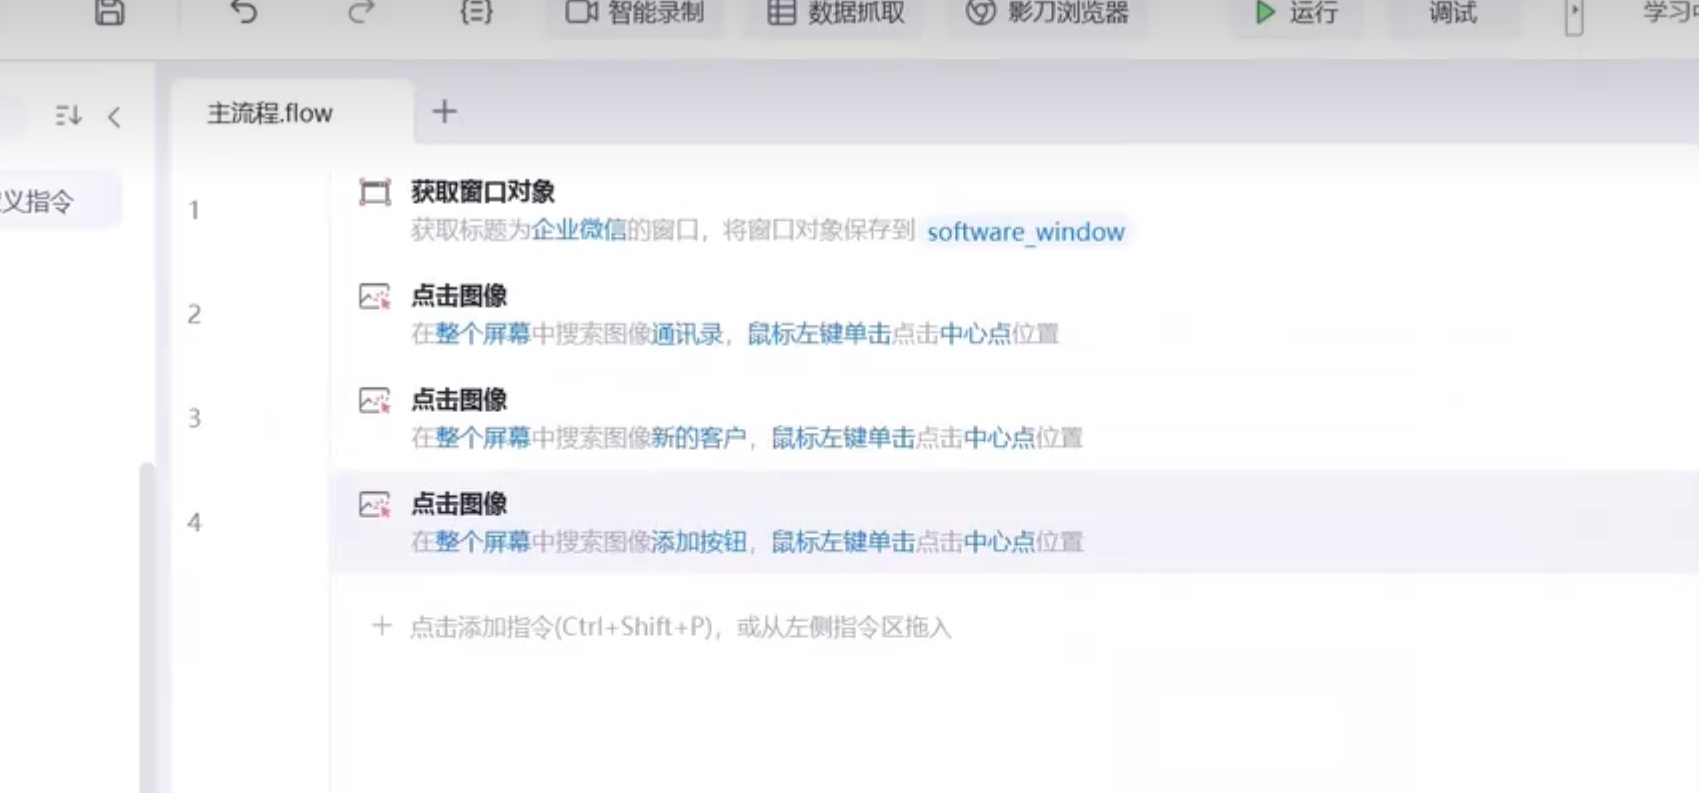 智能录制 数据抓取 影刀浏览器 运行 调试 学习
主流程.flow
义指令
1 获取窗口对象
获取标题为企业微信的窗口，将窗口对象保存到 software_window
2 点击图像
在整个屏幕中搜索图像通讯录，鼠标左键单击点击中心点位置
3 点击图像
在整个屏幕中搜索图像新的客户，鼠标左键单击点击中心点位置
4 点击图像
在整个屏幕中搜索图像添加按钮，鼠标左键单击点击中心点位置
点击添加指令(Ctrl+Shift+P)，或从左侧指令区拖入